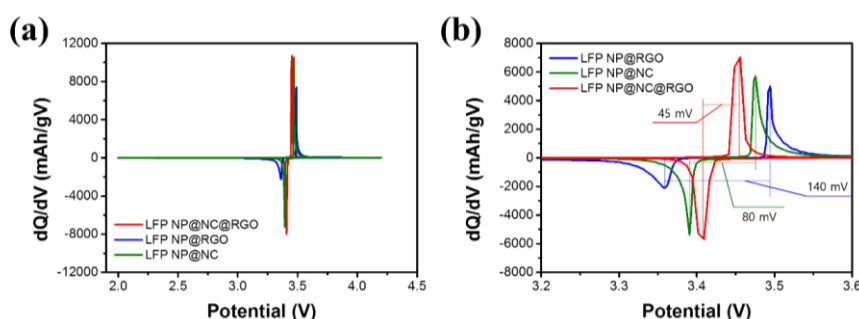 (a)
dQ/dV (mAh/gV)
12000
8000
4000
0
-4000
-8000
-12000
LFP NP@NC@RGO
LFP NP@RGO
LFP NP@NC
2.0 2.5 3.0 3.5 4.0 4.5
Potential (V)
(b)
dQ/dV (mAh/gV)
8000
6000
4000
2000
0
-2000
-4000
-6000
-8000
LFP NP@RGO
LFP NP@NC
LFP NP@NC@RGO
45 mV
140 mV
80 mV
3.2 3.3 3.4 3.5 3.6
Potential (V)